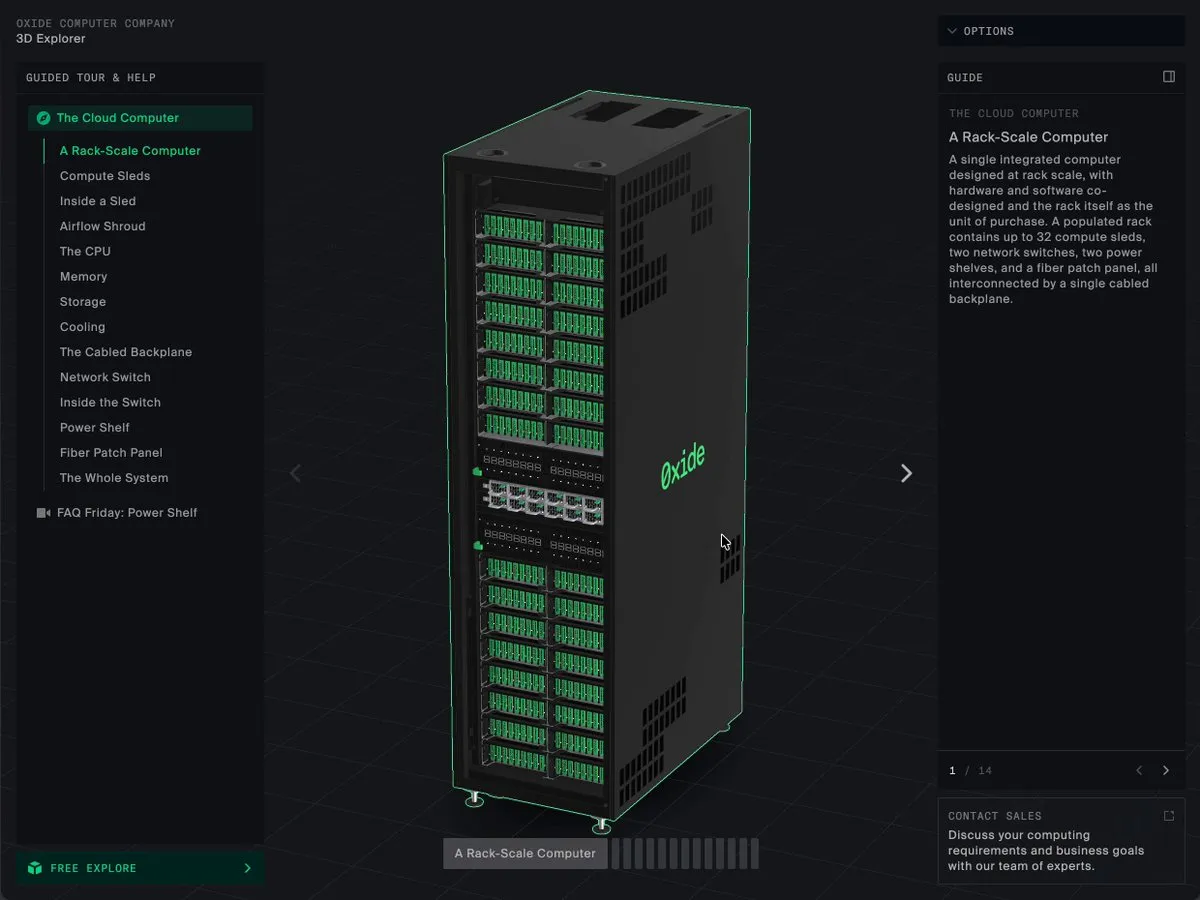 OXIDE COMPUTER COMPANY
3D Explorer
GUIDED TOUR & HELP
The Cloud Computer
A Rack-Scale Computer
Compute Sleds
Inside a Sled
Airflow Shroud
The CPU
Memory
Storage
Cooling
The Cabled Backplane
Network Switch
Inside the Switch
Power Shelf
Fiber Patch Panel
The Whole System
FAQ Friday: Power Shelf
FREE EXPLORE
0xide
A Rack-Scale Computer
OPTIONS
GUIDE
THE CLOUD COMPUTER
A Rack-Scale Computer
A single integrated computer
designed at rack scale, with
hardware and software co-
designed and the rack itself as the
unit of purchase. A populated rack
contains up to 32 compute sleds,
two network switches, two power
shelves, and a fiber patch panel, all
interconnected by a single cabled
backplane.
1 / 14
CONTACT SALES
Discuss your computing
requirements and business goals
with our team of experts.